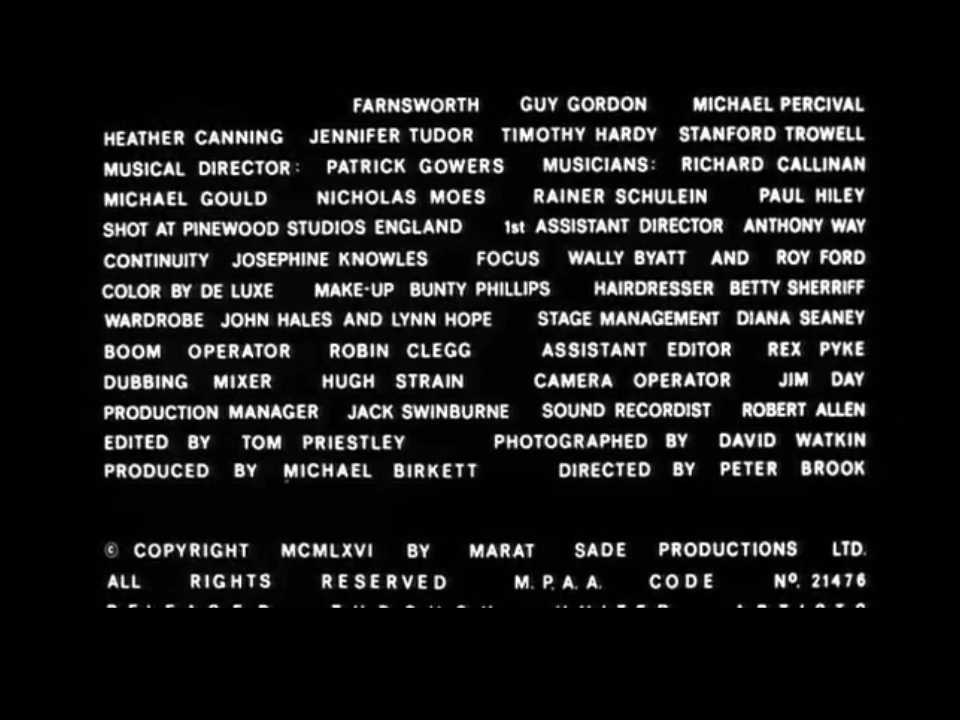 FARNSWORTH GUY GORDON MICHAEL PERCIVAL
HEATHER CANNING JENNIFER TUDOR TIMOTHY HARDY STANFORD TROWELL
MUSICAL DIRECTOR: PATRICK GOWERS MUSICIANS: RICHARD CALLINAN
MICHAEL GOULD NICHOLAS MOES RAINER SCHULEIN PAUL HILEY
SHOT AT PINEWOOD STUDIOS ENGLAND 1st ASSISTANT DIRECTOR ANTHONY WAY
CONTINUITY JOSEPHINE KNOWLES FOCUS WALLY BYATT AND ROY FORD
COLOR BY DE LUXE MAKE-UP BUNTY PHILLIPS HAIRDRESSER BETTY SHERRIFF
WARDROBE JOHN HALES AND LYNN HOPE STAGE MANAGEMENT DIANA SEANEY
BOOM OPERATOR ROBIN CLEGG ASSISTANT EDITOR REX PYKE
DUBBING MIXER HUGH STRAIN CAMERA OPERATOR JIM DAY
PRODUCTION MANAGER JACK SWINBURNE SOUND RECORDIST ROBERT ALLEN
EDITED BY TOM PRIESTLEY PHOTOGRAPHED BY DAVID WATKIN
PRODUCED BY MICHAEL BIRKETT DIRECTED BY PETER BROOK
© COPYRIGHT MCMLXVI BY MARAT SADE PRODUCTIONS LTD.
ALL RIGHTS RESERVED M.P.A.A. CODE Nº. 21476